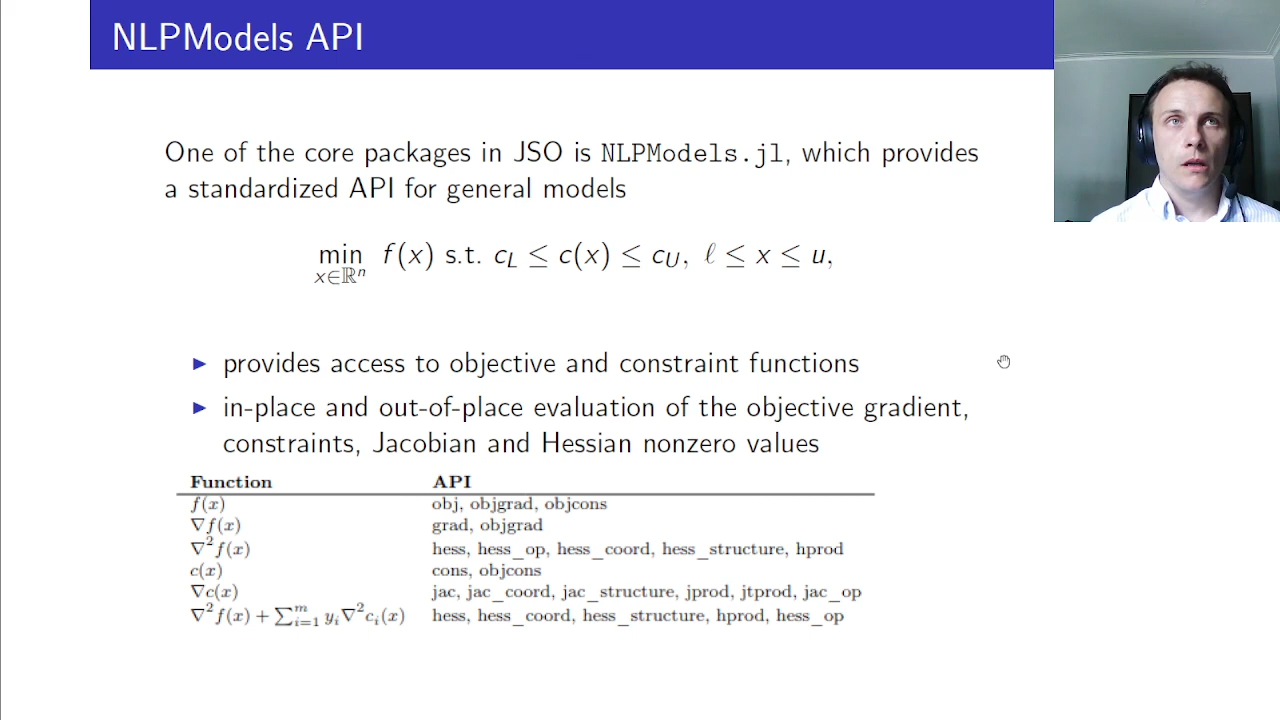 NLPModels API
One of the core packages in JSO is NLPModels.jl, which provides
a standardized API for general models
min f(x) s.t. c_L ≤ c(x) ≤ c_U, ℓ ≤ x ≤ u,
x∈ℝⁿ
► provides access to objective and constraint functions
► in-place and out-of-place evaluation of the objective gradient,
constraints, Jacobian and Hessian nonzero values
Function API
f(x) obj, objgrad, objcons
∇f(x) grad, objgrad
∇²f(x) hess, hess_op, hess_coord, hess_structure, hprod
c(x) cons, objcons
∇c(x) jac, jac_coord, jac_structure, jprod, jtprod, jac_op
∇²f(x) + ∑_{i=1}^m y_i∇²c_i(x) hess, hess_coord, hess_structure, hprod, hess_op